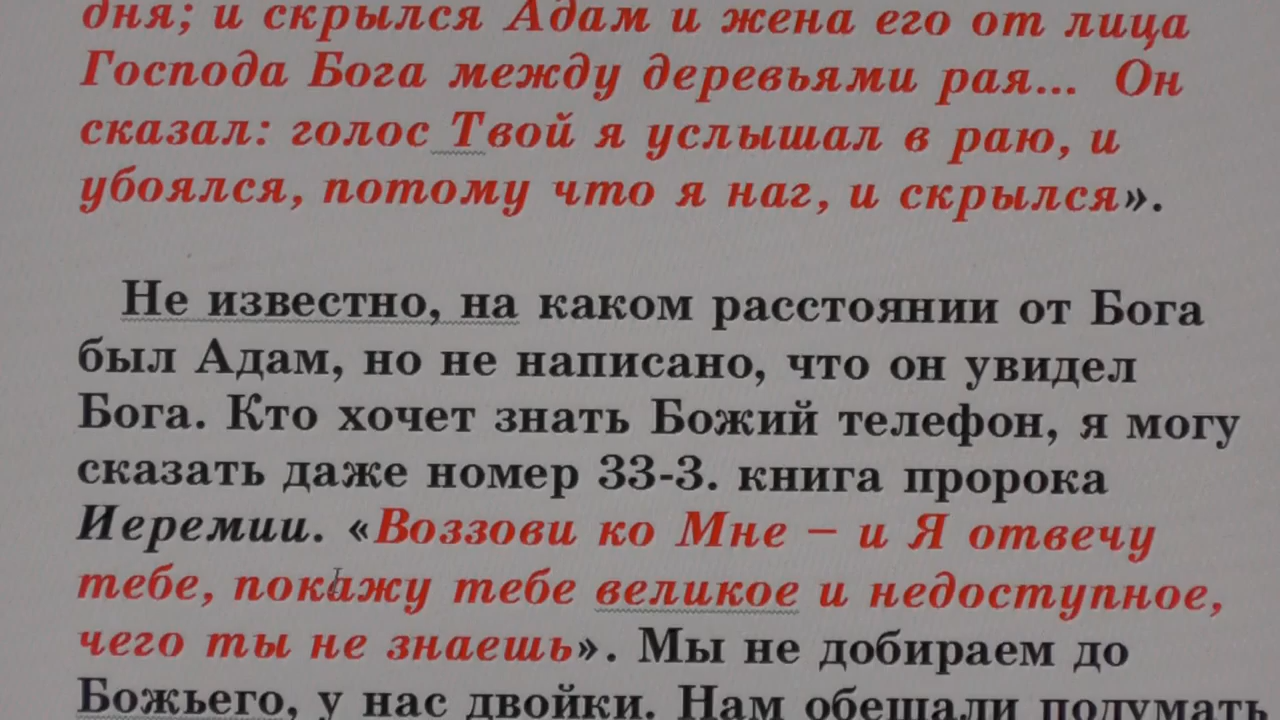 дня; и скрылся Адам и жена его от лица
Господа Бога между деревьями рая... Он
сказал: голос Твой я услышал в раю, и
убоялся, потому что я наг, и скрылся».
Не известно, на каком расстоянии от Бога
был Адам, но не написано, что он увидел
Бога. Кто хочет знать Божий телефон, я могу
сказать даже номер 33-3. книга пророка
Иеремии. «Воззови ко Мне – и Я отвечу
тебе, покажу тебе великое и недоступное,
чего ты не знаешь». Мы не добираем до
Божьего, у нас двойки. Нам обещали подумать